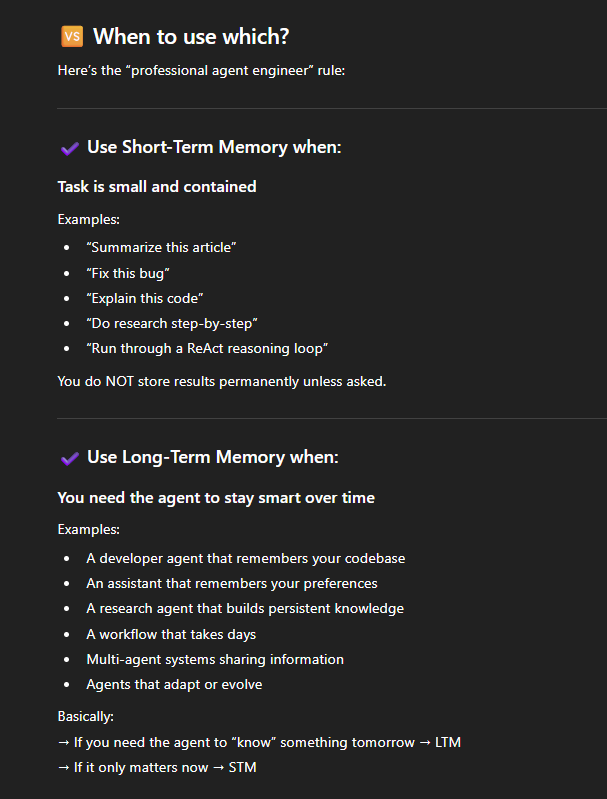 🆚 When to use which?
Here’s the “professional agent engineer” rule:
✔ Use Short-Term Memory when:
Task is small and contained
Examples:
• “Summarize this article”
• “Fix this bug”
• “Explain this code”
• “Do research step-by-step”
• “Run through a ReAct reasoning loop”
You do NOT store results permanently unless asked.
✔ Use Long-Term Memory when:
You need the agent to stay smart over time
Examples:
• A developer agent that remembers your codebase
• An assistant that remembers your preferences
• A research agent that builds persistent knowledge
• A workflow that takes days
• Multi-agent systems sharing information
• Agents that adapt or evolve
Basically:
→ If you need the agent to “know” something tomorrow → LTM
→ If it only matters now → STM